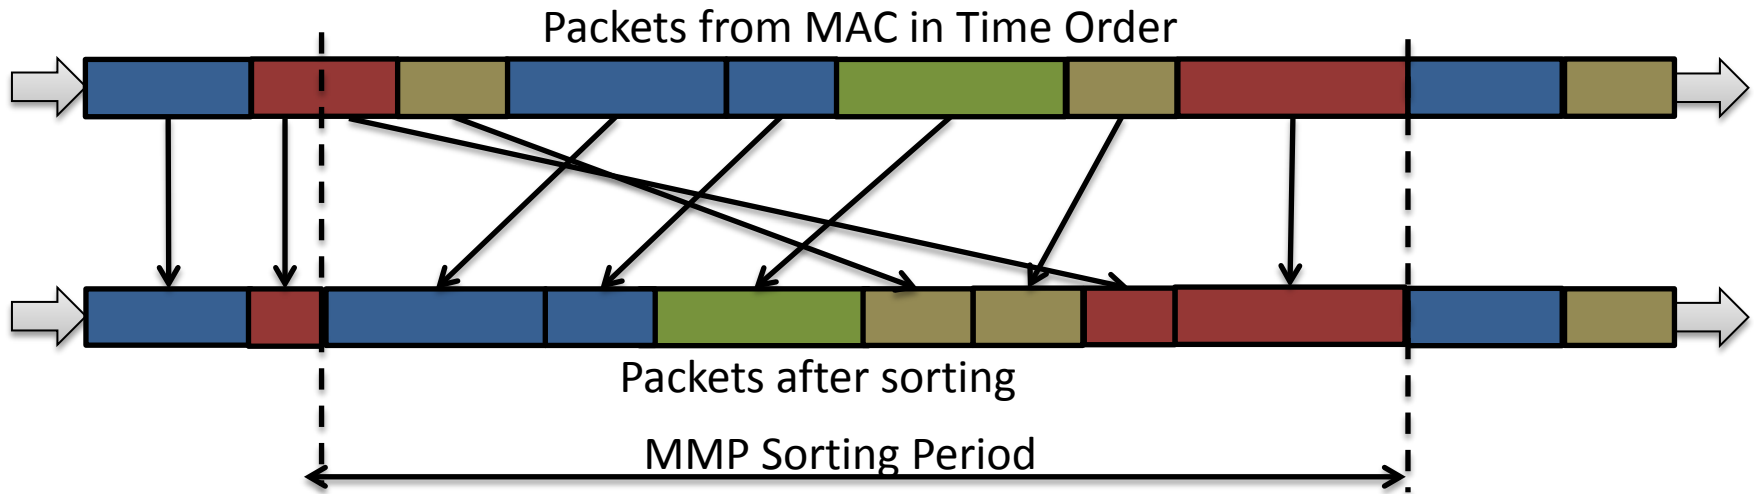 Packets from MAC in Time Order
Packets after sorting
MMP Sorting Period